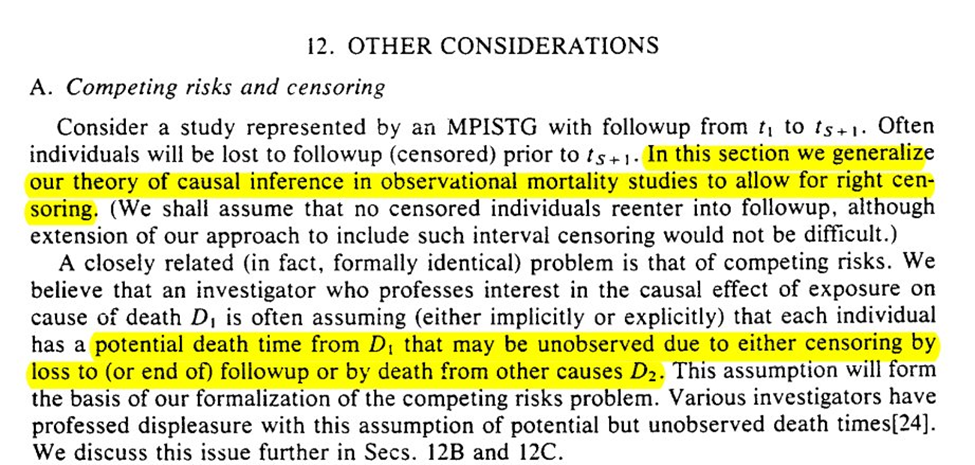 12. OTHER CONSIDERATIONS
A. Competing risks and censoring
Consider a study represented by an MPISTG with followup from t₁ to tₛ₊₁. Often
individuals will be lost to followup (censored) prior to tₛ₊₁. In this section we generalize
our theory of causal inference in observational mortality studies to allow for right cen-
soring. (We shall assume that no censored individuals reenter into followup, although
extension of our approach to include such interval censoring would not be difficult.)
A closely related (in fact, formally identical) problem is that of competing risks. We
believe that an investigator who professes interest in the causal effect of exposure on
cause of death D₁ is often assuming (either implicitly or explicitly) that each individual
has a potential death time from D₁ that may be unobserved due to either censoring by
loss to (or end of) followup or by death from other causes D₂. This assumption will form
the basis of our formalization of the competing risks problem. Various investigators have
professed displeasure with this assumption of potential but unobserved death times[24].
We discuss this issue further in Secs. 12B and 12C.